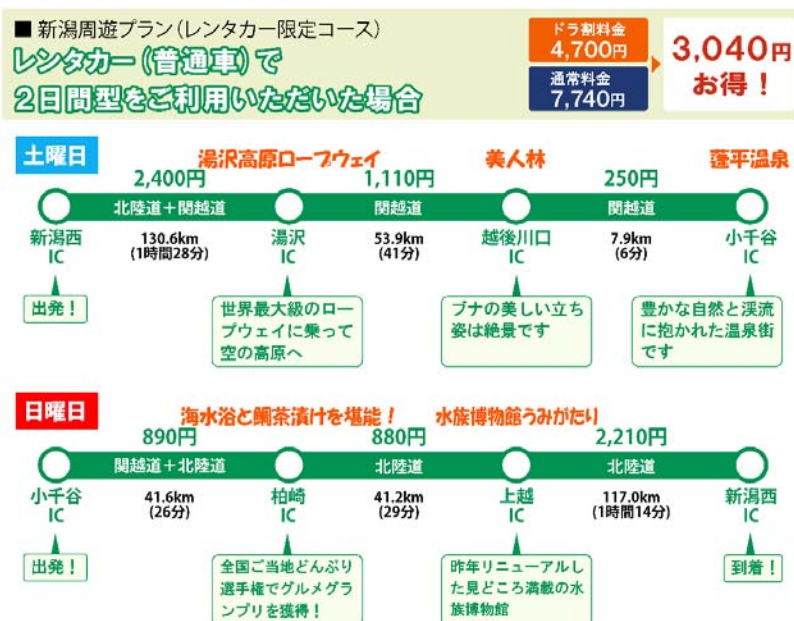 ■ 新潟周遊プラン（レンタカー限定コース）
レンタカー（普通車）で
2日間型をご利用いただいた場合
ドラ割料金
4,700円
通常料金
7,740円
3,040円
お得！
土曜日
湯沢高原ロープウェイ
美人林
蓬平温泉
2,400円
1,110円
250円
北陸道＋関越道
関越道
関越道
新潟西
IC
130.6km
(1時間28分)
湯沢
IC
53.9km
(41分)
越後川口
IC
7.9km
(6分)
小千谷
IC
出発！
世界最大級のロー
プウェイに乗って
空の高原へ
ブナの美しい立ち
姿は絶景です
豊かな自然と渓流
に抱かれた温泉街
です
日曜日
海水浴と鯛茶漬けを堪能！
水族博物館うみがたり
890円
880円
2,210円
関越道＋北陸道
北陸道
北陸道
小千谷
IC
41.6km
(26分)
柏崎
IC
41.2km
(29分)
上越
IC
117.0km
(1時間14分)
新潟西
IC
出発！
全国ご当地どんぶり
選手権でグルメグラ
ンプリを獲得！
昨年リニューアルし
た見どころ満載の水
族博物館
到着！